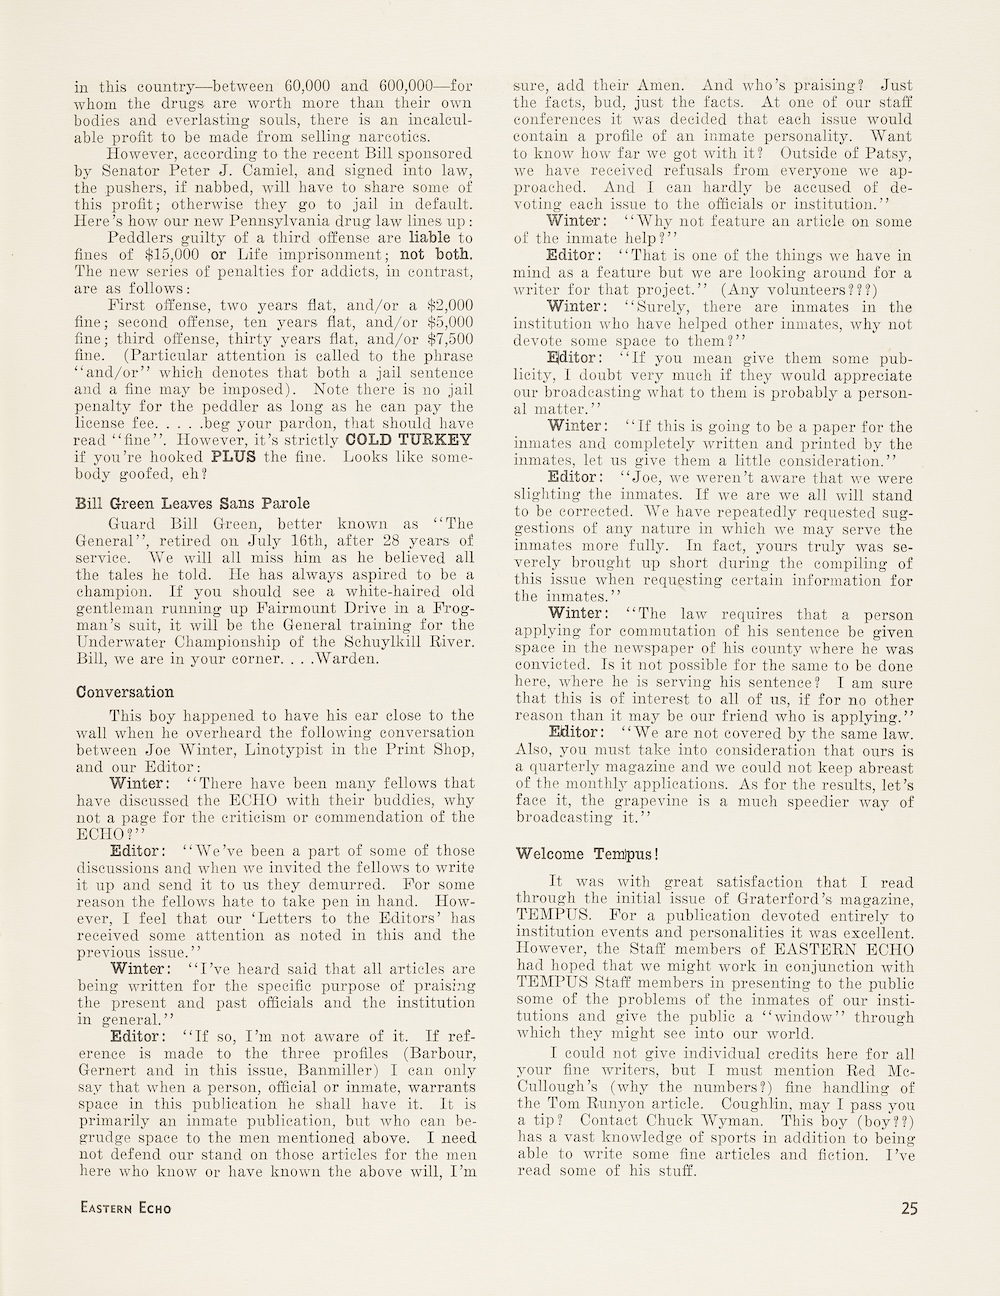 in this country—between 60,000 and 600,000—for
whom the drugs are worth more than their own
bodies and everlasting souls, there is an incalcul-
able profit to be made from selling narcotics.
However, according to the recent Bill sponsored
by Senator Peter J. Camiel, and signed into law,
the pushers, if nabbed, will have to share some of
this profit; otherwise they go to jail in default.
Here's how our new Pennsylvania drug law lines up:
Peddlers guilty of a third offense are liable to
fines of $15,000 or Life imprisonment; not both.
The new series of penalties for addicts, in contrast,
are as follows:
First offense, two years flat, and/or a $2,000
fine; second offense, ten years flat, and/or $5,000
fine; third offense, thirty years flat, and/or $7,500
fine. (Particular attention is called to the phrase
"and/or" which denotes that both a jail sentence
and a fine may be imposed). Note there is no jail
penalty for the peddler as long as he can pay the
license fee. . . . .beg your pardon, that should have
read "fine". However, it's strictly COLD TURKEY
if you're hooked PLUS the fine. Looks like some-
body goofed, eh?
Bill Green Leaves Sans Parole
Guard Bill Green, better known as "The
General", retired on July 16th, after 28 years of
service. We will all miss him as he believed all
the tales he told. He has always aspired to be a
champion. If you should see a white-haired old
gentleman running up Fairmount Drive in a Frog-
man's suit, it will be the General training for the
Underwater Championship of the Schuylkill River.
Bill, we are in your corner. . . .Warden.
Conversation
This boy happened to have his ear close to the
wall when he overheard the following conversation
between Joe Winter, Linotypist in the Print Shop,
and our Editor:
Winter: "There have been many fellows that
have discussed the ECHO with their buddies, why
not a page for the criticism or commendation of the
ECHO?"
Editor: "We've been a part of some of those
discussions and when we invited the fellows to write
it up and send it to us they demurred. For some
reason the fellows hate to take pen in hand. How-
ever, I feel that our 'Letters to the Editors' has
received some attention as noted in this and the
previous issue."
Winter: "I've heard said that all articles are
being written for the specific purpose of praising
the present and past officials and the institution
in general."
Editor: "If so, I'm not aware of it. If ref-
erence is made to the three profiles (Barbour,
Gernert and in this issue, Banmiller) I can only
say that when a person, official or inmate, warrants
space in this publication he shall have it. It is
primarily an inmate publication, but who can be-
grudge space to the men mentioned above. I need
not defend our stand on those articles for the men
here who know or have known the above will, I'm
sure, add their Amen. And who's praising? Just
the facts, bud, just the facts. At one of our staff
conferences it was decided that each issue would
contain a profile of an inmate personality. Want
to know how far we got with it? Outside of Patsy,
we have received refusals from everyone we ap-
proached. And I can hardly be accused of de-
voting each issue to the officials or institution."
Winter: "Why not feature an article on some
of the inmate help?"
Editor: "That is one of the things we have in
mind as a feature but we are looking around for a
writer for that project." (Any volunteers???)
Winter: "Surely, there are inmates in the
institution who have helped other inmates, why not
devote some space to them?"
Editor: "If you mean give them some pub-
licity, I doubt very much if they would appreciate
our broadcasting what to them is probably a person-
al matter."
Winter: "If this is going to be a paper for the
inmates and completely written and printed by the
inmates, let us give them a little consideration."
Editor: "Joe, we weren't aware that we were
slighting the inmates. If we are we all will stand
to be corrected. We have repeatedly requested sug-
gestions of any nature in which we may serve the
inmates more fully. In fact, yours truly was se-
verely brought up short during the compiling of
this issue when requesting certain information for
the inmates."
Winter: "The law requires that a person
applying for commutation of his sentence be given
space in the newspaper of his county where he was
convicted. Is it not possible for the same to be done
here, where he is serving his sentence? I am sure
that this is of interest to all of us, if for no other
reason than it may be our friend who is applying."
Editor: "We are not covered by the same law.
Also, you must take into consideration that ours is
a quarterly magazine and we could not keep abreast
of the monthly applications. As for the results, let's
face it, the grapevine is a much speedier way of
broadcasting it."
Welcome Tempus!
It was with great satisfaction that I read
through the initial issue of Graterford's magazine,
TEMPUS. For a publication devoted entirely to
institution events and personalities it was excellent.
However, the Staff members of EASTERN ECHO
had hoped that we might work in conjunction with
TEMPUS Staff members in presenting to the public
some of the problems of the inmates of our insti-
tutions and give the public a "window" through
which they might see into our world.
I could not give individual credits here for all
your fine writers, but I must mention Red Mc-
Cullough's (why the numbers?) fine handling of
the Tom Runyon article. Coughlin, may I pass you
a tip? Contact Chuck Wyman. This boy (boy??)
has a vast knowledge of sports in addition to being
able to write some fine articles and fiction. I've
read some of his stuff.
EASTERN ECHO
25